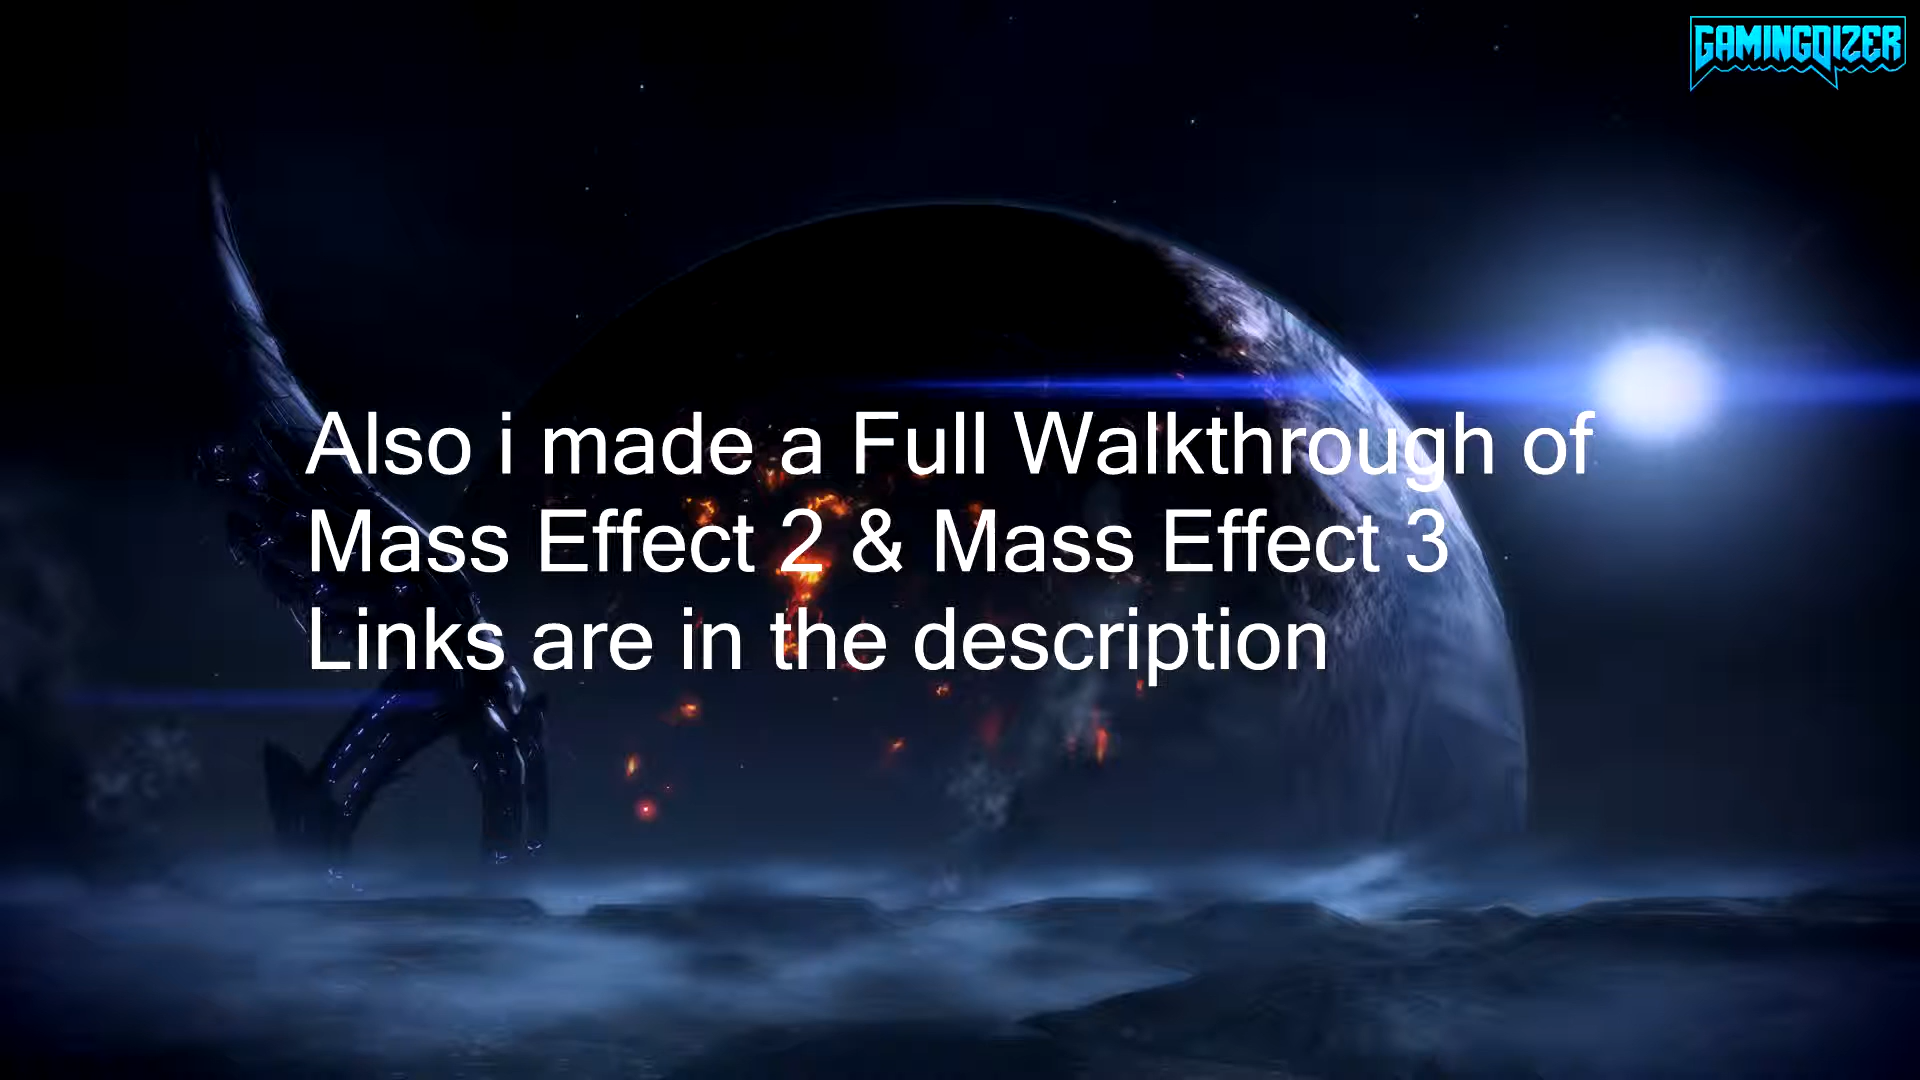 GAMINGDIZER
Also i made a Full Walkthrough of
Mass Effect 2 & Mass Effect 3
Links are in the description